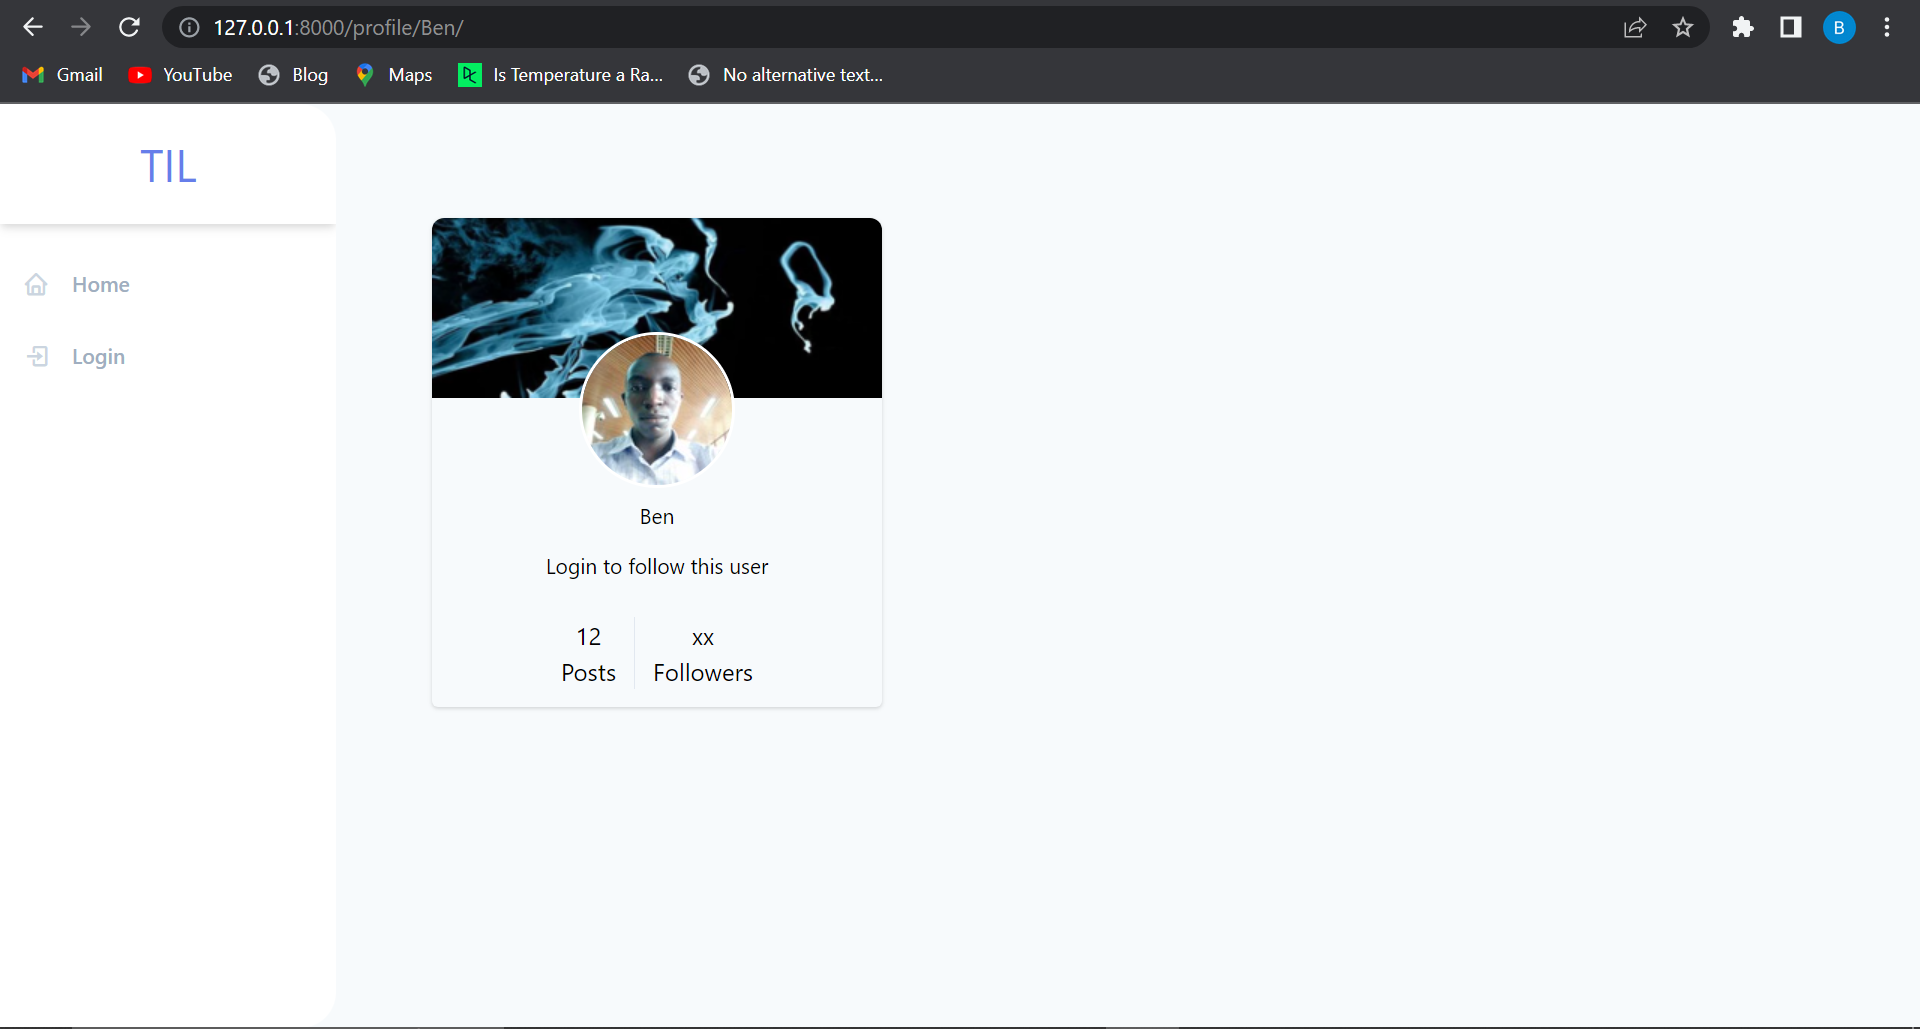 127.0.0.1:8000/profile/Ben/
B
Gmail
YouTube
Blog
Maps
Is Temperature a Ra...
No alternative text...
TIL
Home
Login
Ben
Login to follow this user
12
Posts
xx
Followers